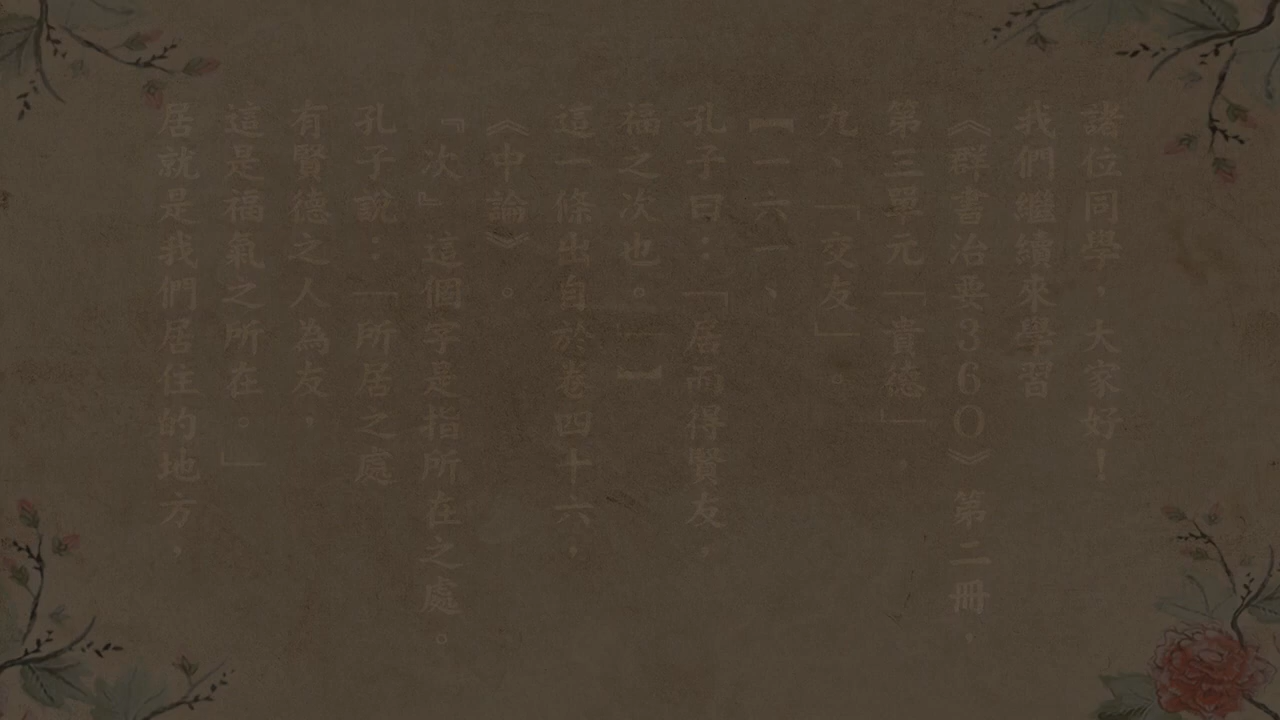 諸位同學，大家好！
我們繼續來學習
《群書治要360》第二冊，
第三單元「貴德」，
九、「交友」。
【一六一、
孔子曰：「居而得賢友，
福之次也。」】
這一條出自於卷四十六，
《中論》。
『次』這個字是指所在之處。
孔子說：「所居之處
有賢德之人為友，
這是福氣之所在。」
居就是我們居住的地方，